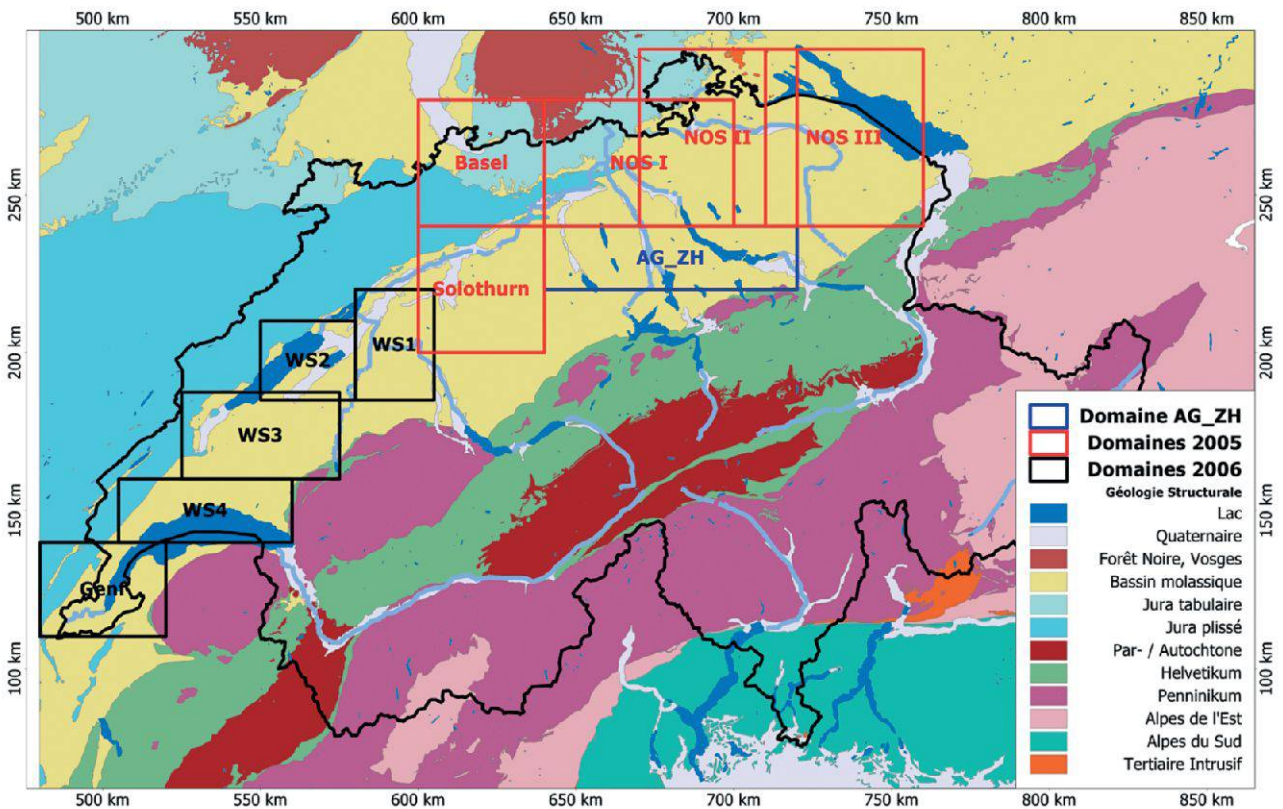 500 km 550 km 600 km 650 km 700 km 750 km 800 km 850 km
250 km
200 km
150 km
100 km
Basel
NOS I
NOS II
NOS III
AG_ZH
Solothurn
WS1
WS2
WS3
WS4
Genf
250 km
200 km
150 km
100 km
Domaine AG_ZH
Domaines 2005
Domaines 2006
Géologie Structurale
Lac
Quaternaire
Forêt Noire, Vosges
Bassin molassique
Jura tabulaire
Jura plissé
Par- / Autochtone
Helvetikum
Penninikum
Alpes de l'Est
Alpes du Sud
Tertiaire Intrusif
500 km 550 km 600 km 650 km 700 km 750 km 800 km 850 km